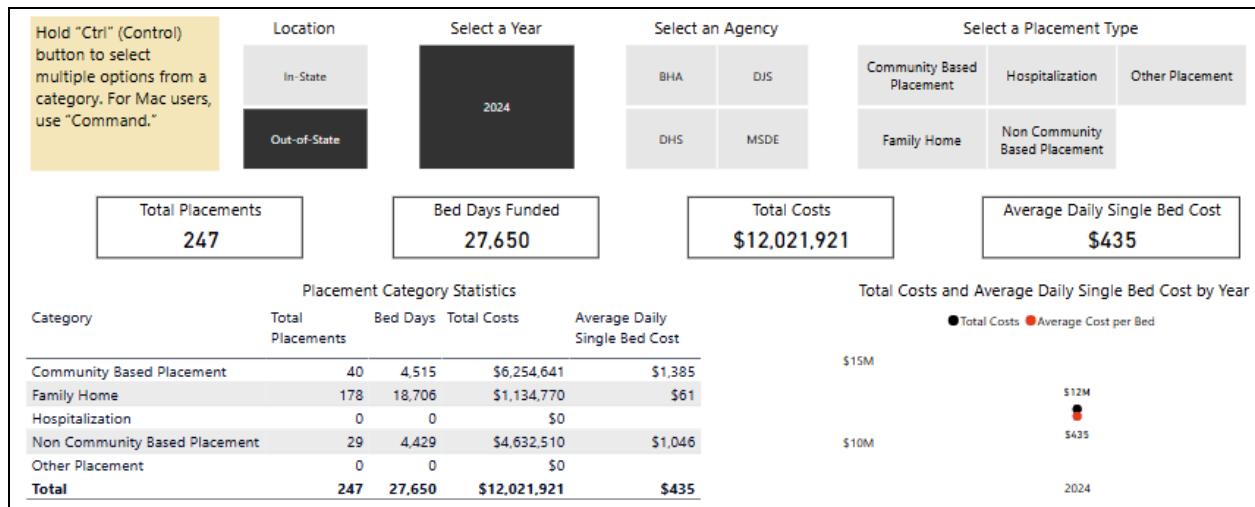 Hold "Ctrl" (Control)
button to select
multiple options from a
category. For Mac users,
use "Command."
Location
In-State
Out-of-State
Select a Year
2024
Select an Agency
BHA DJS
DHS MSDE
Select a Placement Type
Community Based
Placement
Hospitalization
Other Placement
Family Home
Non Community
Based Placement
Total Placements
247
Bed Days Funded
27,650
Total Costs
$12,021,921
Average Daily Single Bed Cost
$435
Placement Category Statistics
Category Total
Placements Bed Days Total Costs Average Daily
Single Bed Cost
Community Based Placement 40 4,515 $6,254,641 $1,385
Family Home 178 18,706 $1,134,770 $61
Hospitalization 0 0 $0
Non Community Based Placement 29 4,429 $4,632,510 $1,046
Other Placement 0 0 $0
Total 247 27,650 $12,021,921 $435
Total Costs and Average Daily Single Bed Cost by Year
Total Costs Average Cost per Bed
$15M
$12M
$435
$10M
2024